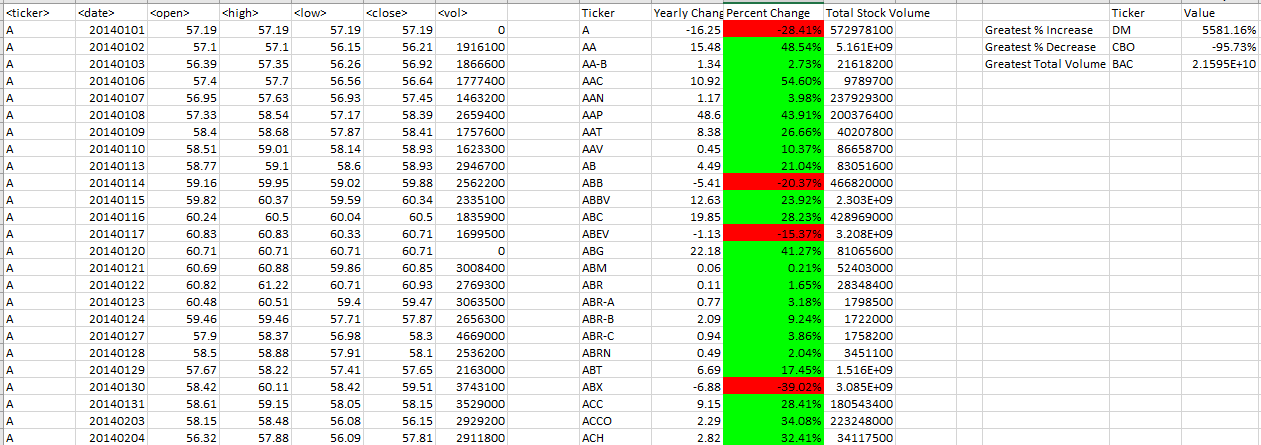 <ticker> <date> <open> <high> <low> <close> <vol> Ticker Yearly Chang Percent Change Total Stock Volume Ticker Value
A 20140101 57.19 57.19 57.19 57.19 0 A -16.25 -28.41% 572978100 Greatest % Increase DM 5581.16%
A 20140102 57.1 57.1 56.15 56.21 1916100 AA 15.48 48.54% 5.161E+09 Greatest % Decrease CBO -95.73%
A 20140103 56.39 57.35 26.26 56.92 1866600 AA-B 1.34 2.73% 21618200 Greatest Total Volume BAC 2.1595E+10
A 20140106 57.4 57.7 56.56 56.64 1777400 AAC 10.92 54.60% 9789700
A 20140107 56.95 57.63 56.93 57.45 1463200 AAN 1.17 3.98% 237929300
A 20140108 57.33 58.54 57.17 58.39 2659400 AAP 48.6 43.91% 200376400
A 20140109 58.4 58.68 57.87 58.41 1757600 AAT 8.38 26.66% 40207800
A 20140110 58.51 59.01 58.14 58.93 1623300 AAV 0.45 10.37% 86658700
A 20140113 58.77 59.1 58.6 58.93 2946700 AB 4.49 21.04% 83051600
A 20140114 59.16 59.95 59.02 59.88 2562200 ABB -5.41 -20.37% 466820000
A 20140115 59.82 60.37 59.59 60.34 2335100 ABBV 12.63 23.92% 2.303E+09
A 20140116 60.24 60.5 60.04 60.5 1835900 ABC 19.85 28.23% 428969000
A 20140117 60.83 60.83 60.33 60.71 1699500 ABEV -1.13 -15.37% 3.208E+09
A 20140120 60.71 60.71 60.71 60.71 0 ABG 22.18 41.27% 81065600
A 20140121 60.69 60.88 59.86 60.85 3008400 ABM 0.06 0.21% 52403000
A 20140122 60.82 61.22 60.71 60.93 2769300 ABR 0.11 1.65% 28348400
A 20140123 60.48 60.51 59.4 59.47 3063500 ABR-A 0.77 3.18% 1798500
A 20140124 59.46 59.46 57.71 57.87 2656300 ABR-B 2.09 9.24% 1722000
A 20140127 57.9 58.37 56.98 58.3 4669000 ABR-C 0.94 3.86% 1758200
A 20140128 58.5 58.88 57.91 58.1 2536200 ABRN 0.49 2.04% 3451100
A 20140129 57.67 58.22 57.41 57.65 2163000 ABT 6.69 17.45% 1.516E+09
A 20140130 58.42 60.11 58.42 59.51 3743100 ABX -6.88 -39.02% 3.085E+09
A 20140131 58.61 59.15 58.05 58.15 3529000 ACC 9.15 28.41% 180543400
A 20140203 58.15 58.48 56.08 56.15 2929200 ACCO 2.29 34.08% 223248000
A 20140204 56.32 57.88 56.09 57.81 2911800 ACH 2.82 32.41% 34117500